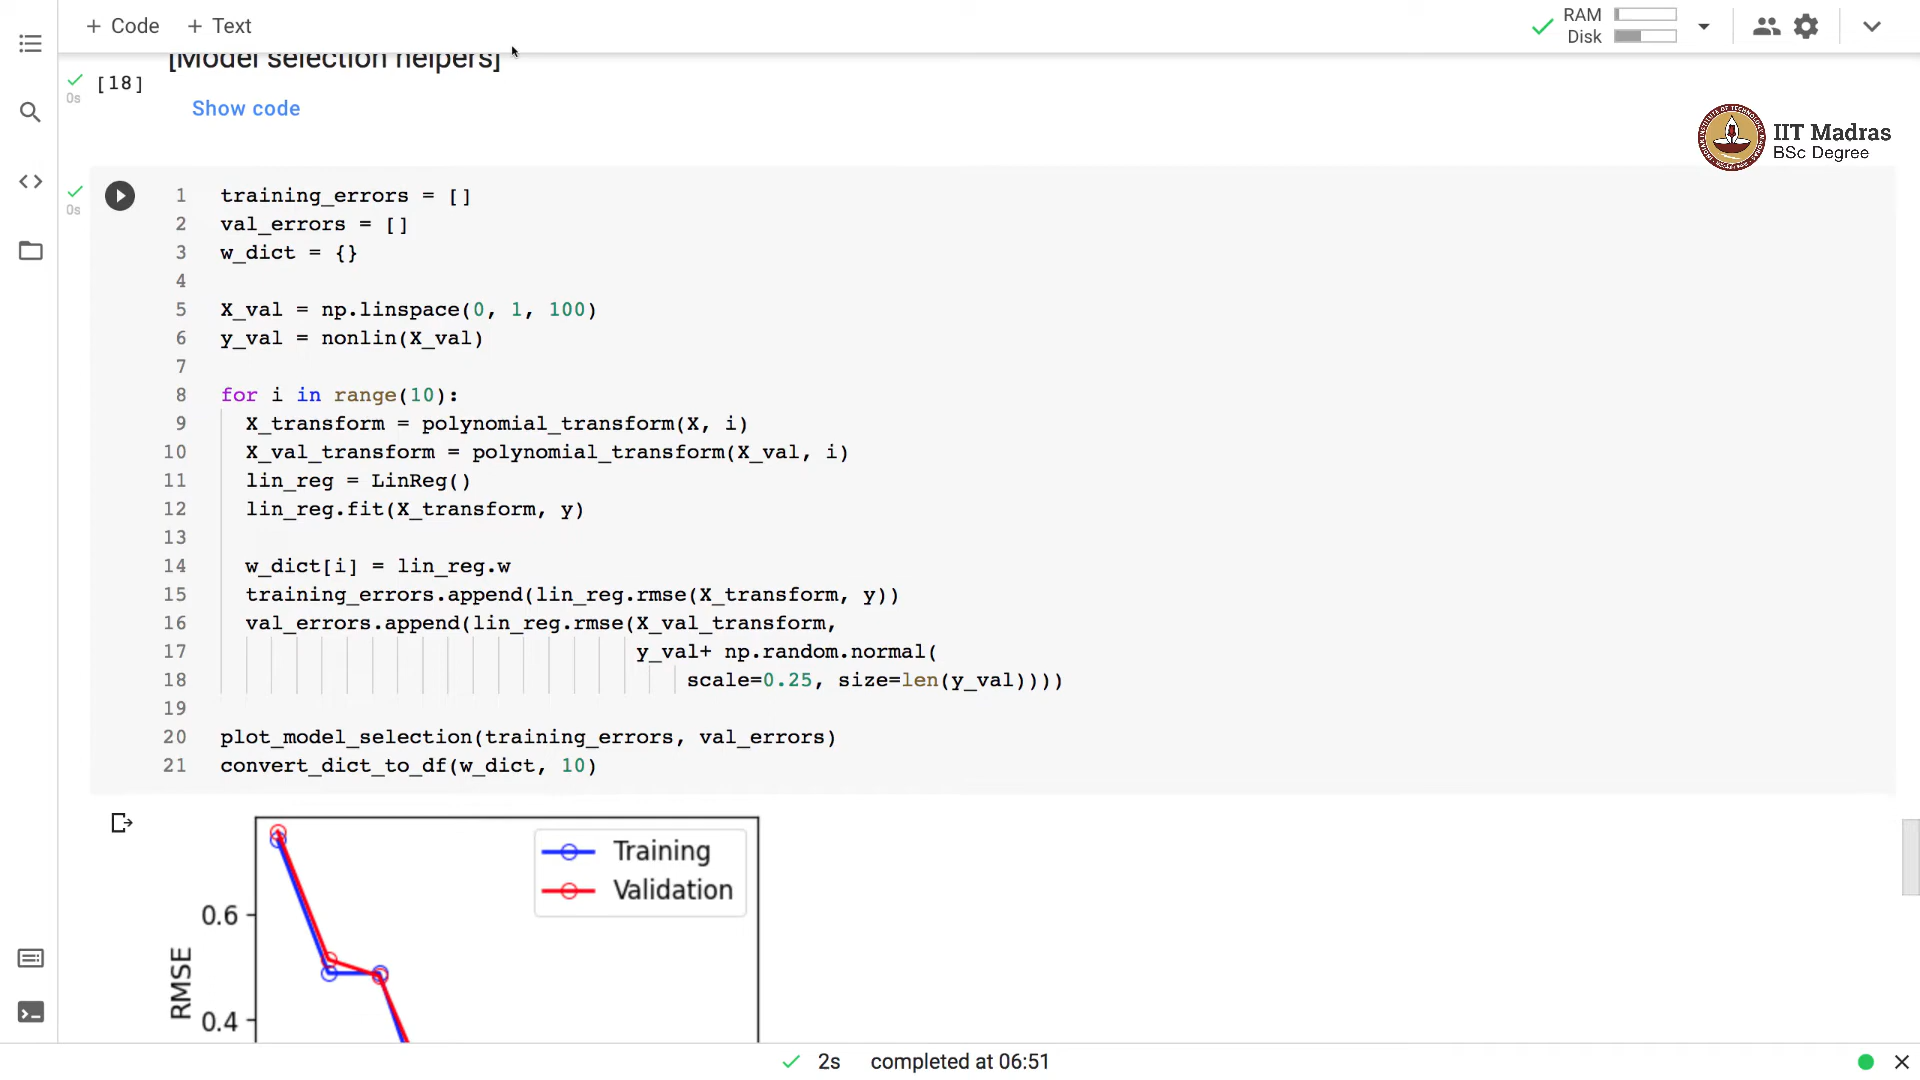 + Code + Text
RAM
Disk
[Model selection helpers]
[18]
0s
Show code
IIT Madras
BSc Degree
0s
1 training_errors = []
2 val_errors = []
3 w_dict = {}
4
5 X_val = np.linspace(0, 1, 100)
6 y_val = nonlin(X_val)
7
8 for i in range(10):
9 X_transform = polynomial_transform(X, i)
10 X_val_transform = polynomial_transform(X_val, i)
11 lin_reg = LinReg()
12 lin_reg.fit(X_transform, y)
13
14 w_dict[i] = lin_reg.w
15 training_errors.append(lin_reg.rmse(X_transform, y))
16 val_errors.append(lin_reg.rmse(X_val_transform,
17 y_val+ np.random.normal(
18 scale=0.25, size=len(y_val))))
19
20 plot_model_selection(training_errors, val_errors)
21 convert_dict_to_df(w_dict, 10)
Training
Validation
0.6
RMSE
0.4
2s completed at 06:51